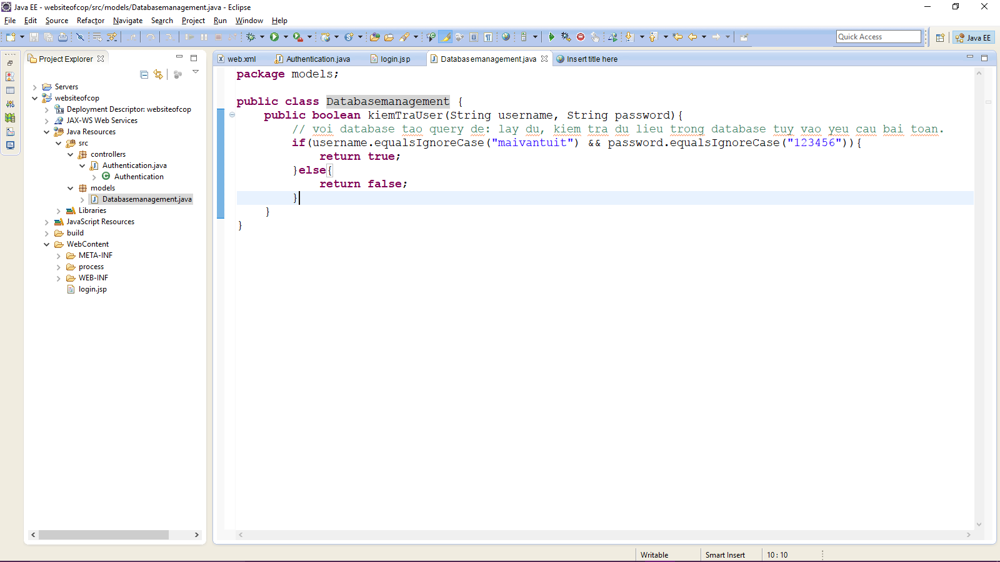 Java EE - websiteofcop/src/models/Databasemanagement.java - Eclipse
File Edit Source Refactor Navigate Search Project Run Window Help
Quick Access
Java EE
Project Explorer
web.xml Authentication.java login.jsp Databasemanagement.java Insert title here
Servers
websiteofcop
Deployment Descriptor: websiteofcop
JAX-WS Web Services
Java Resources
src
controllers
Authentication.java
Authentication
models
Databasemanagement.java
Libraries
JavaScript Resources
build
WebContent
META-INF
process
WEB-INF
login.jsp
package models;
public class Databasemanagement {
public boolean kiemTraUser(String username, String password){
// voi database tao query de: lay du, kiem tra du lieu trong database tuy vao yeu cau bai toan.
if(username.equalsIgnoreCase("maivantuit") && password.equalsIgnoreCase("123456")){
return true;
}else{
return false;
}
}
}
Writable Smart Insert 10 : 10